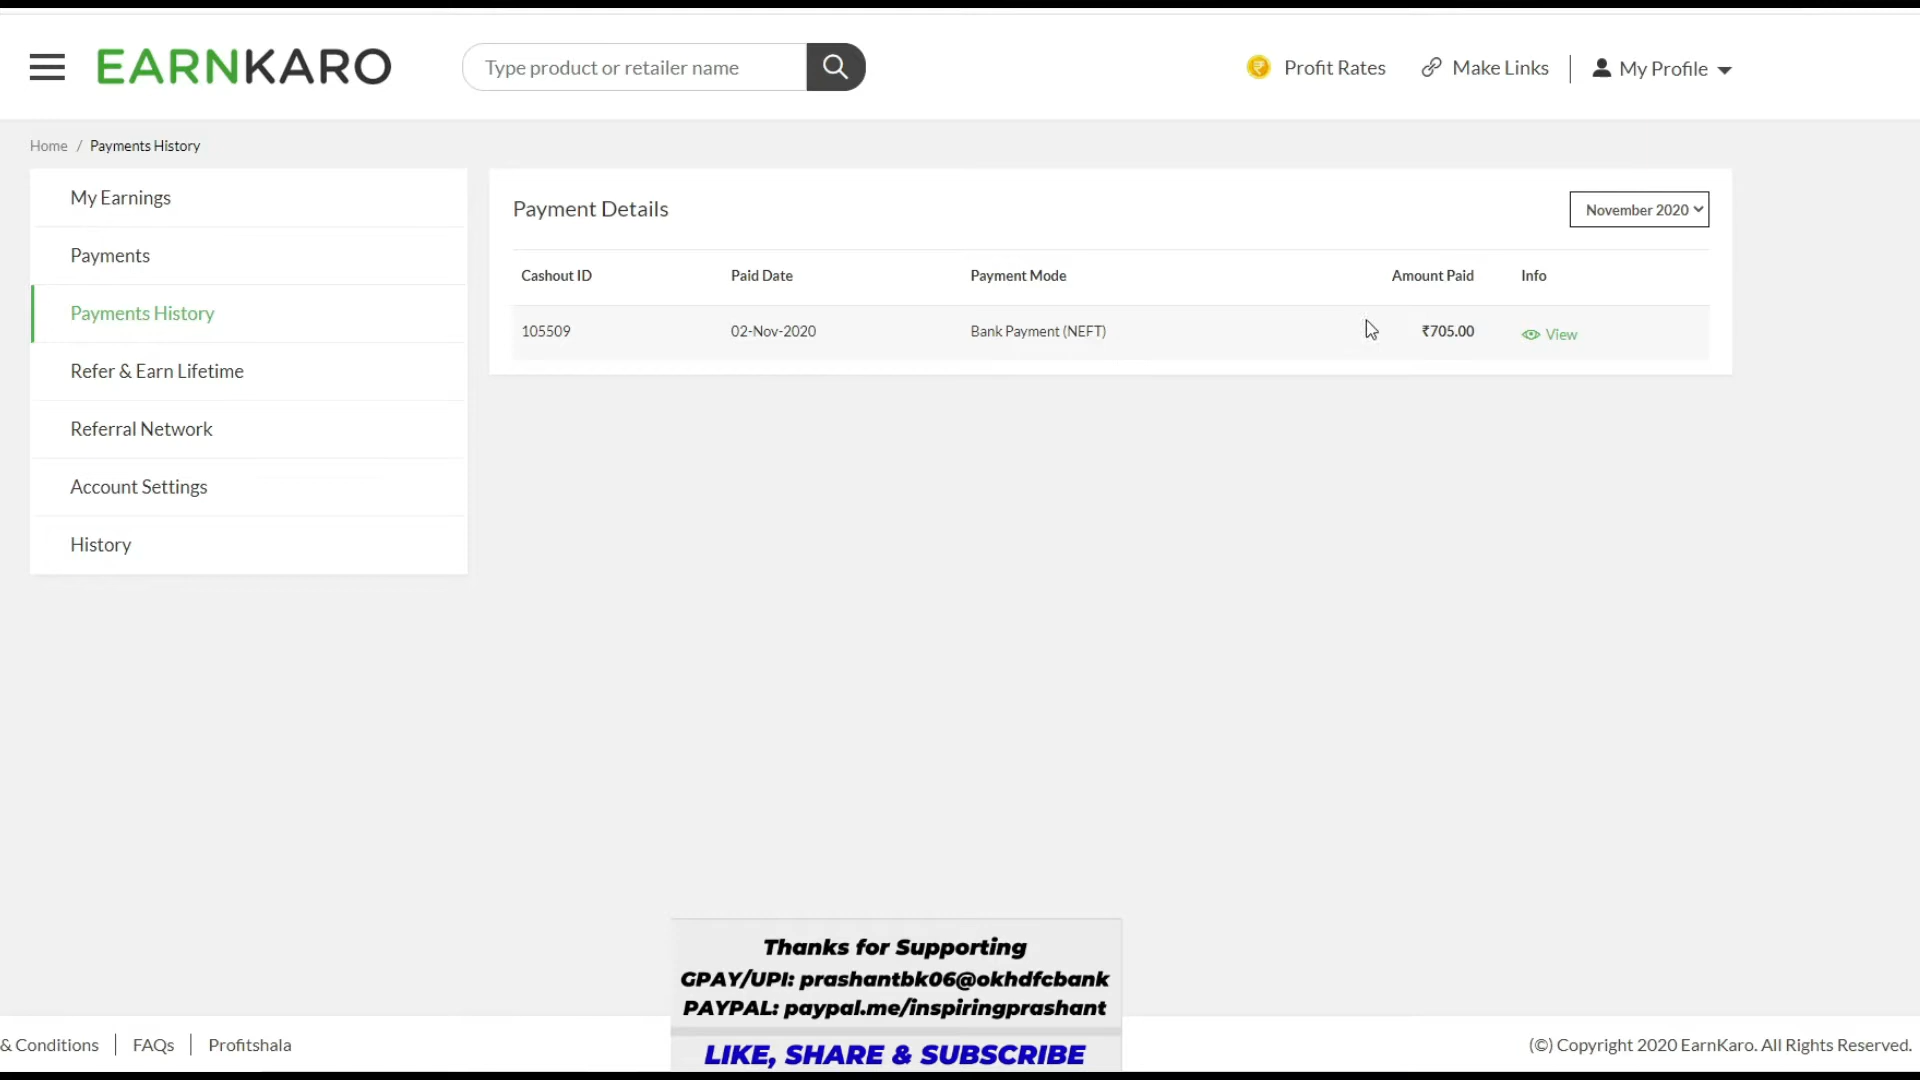 EARNKARO
Type product or retailer name
Profit Rates
Make Links
My Profile
Home / Payments History
My Earnings
Payments
Payments History
Refer & Earn Lifetime
Referral Network
Account Settings
History
Payment Details
November 2020
Cashout ID Paid Date Payment Mode Amount Paid Info
105509 02-Nov-2020 Bank Payment (NEFT) ₹705.00 View
Thanks for Supporting
GPAY/UPI: prashantbk06@okhdfcbank
PAYPAL: paypal.me/inspiringprashant
LIKE, SHARE & SUBSCRIBE
& Conditions | FAQs | Profitshala
(©) Copyright 2020 EarnKaro. All Rights Reserved.